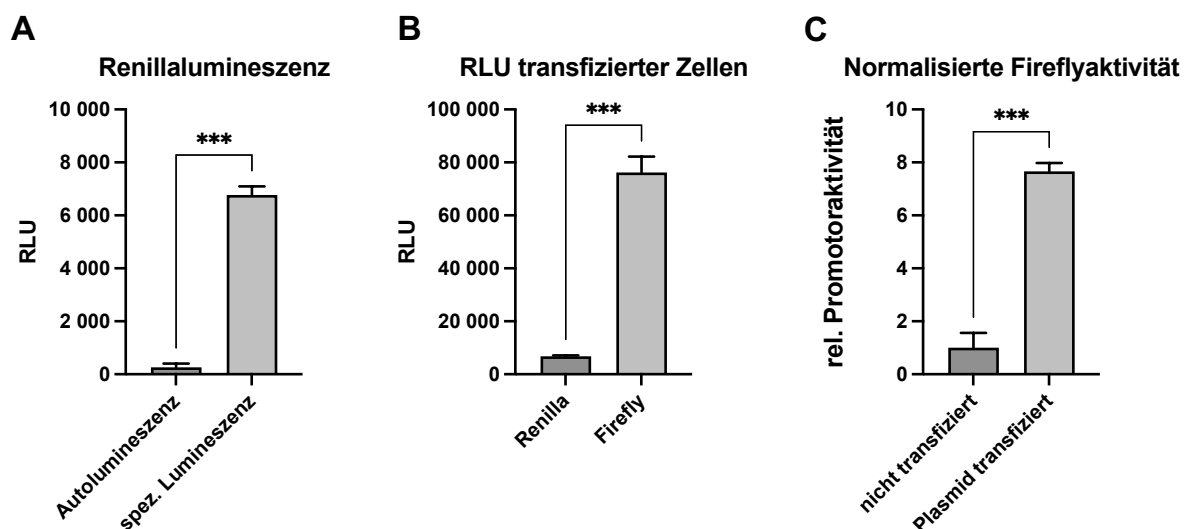 A
Renillalumineszenz
RLU
10 000
8 000
6 000
4 000
2 000
0
***
Autolumineszenz
spez. Lumineszenz
B
RLU transfizierter Zellen
RLU
100 000
80 000
60 000
40 000
20 000
0
***
Renilla
Firefly
C
Normalisierte Fireflyaktivität
rel. Promotoraktivität
10
8
6
4
2
0
***
nicht transfiziert
Plasmid transfiziert